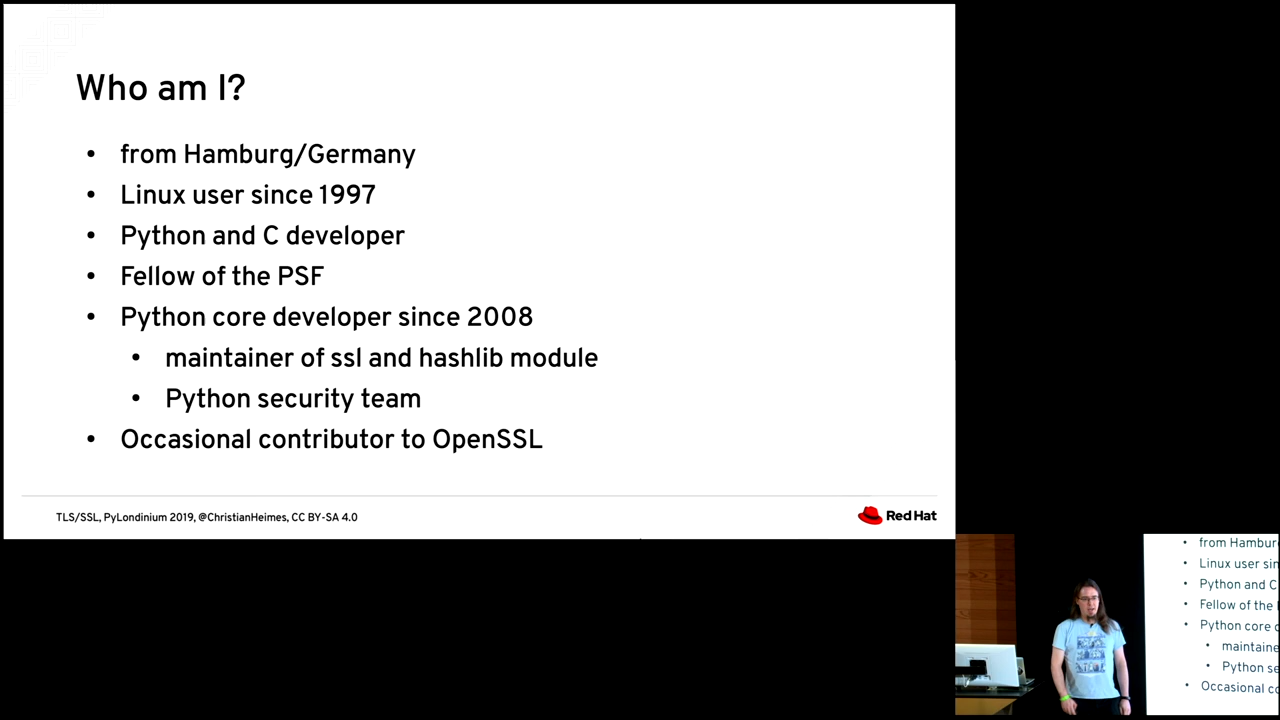 Who am I?
• from Hamburg/Germany
• Linux user since 1997
• Python and C developer
• Fellow of the PSF
• Python core developer since 2008
• maintainer of ssl and hashlib module
• Python security team
• Occasional contributor to OpenSSL
TLS/SSL, PyLondinium 2019, @ChristianHeimes, CC BY-SA 4.0
Red Hat
• from Hambur
• Linux user sin
• Python and C
• Fellow of the
• Python core
• maintaine
• Python se
• Occasional co